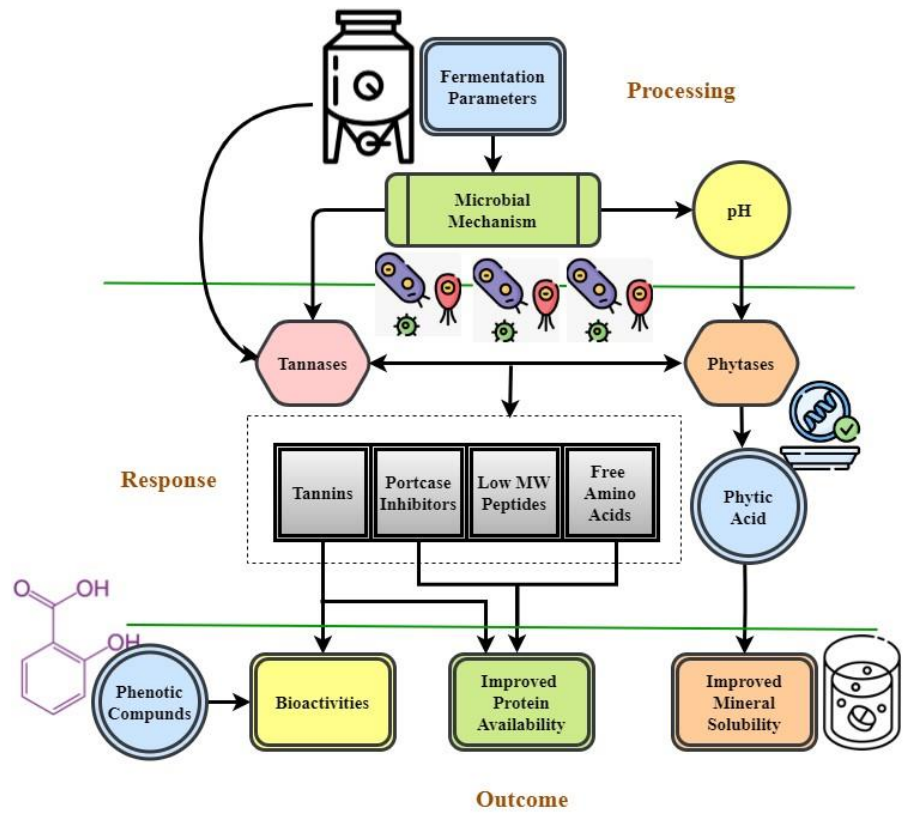 Fermentation
Parameters
Processing
Microbial
Mechanism
pH
Tannases
Phytases
Response
Tannins
Portcase
Inhibitors
Low MW
Peptides
Free
Amino
Acids
Phytic
Acid
O
OH
OH
Phenotic
Compunds
Bioactivities
Improved
Protein
Availability
Improved
Mineral
Solubility
Outcome